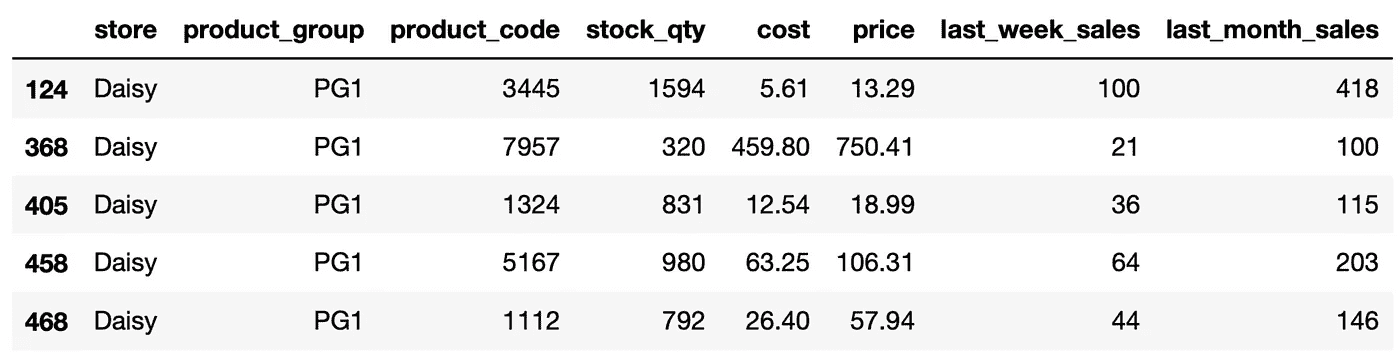 store product_group product_code stock_qty cost price last_week_sales last_month_sales
124 Daisy PG1 3445 1594 5.61 13.29 100 418
368 Daisy PG1 7957 320 459.80 750.41 21 100
405 Daisy PG1 1324 831 12.54 18.99 36 115
458 Daisy PG1 5167 980 63.25 106.31 64 203
468 Daisy PG1 1112 792 26.40 57.94 44 146